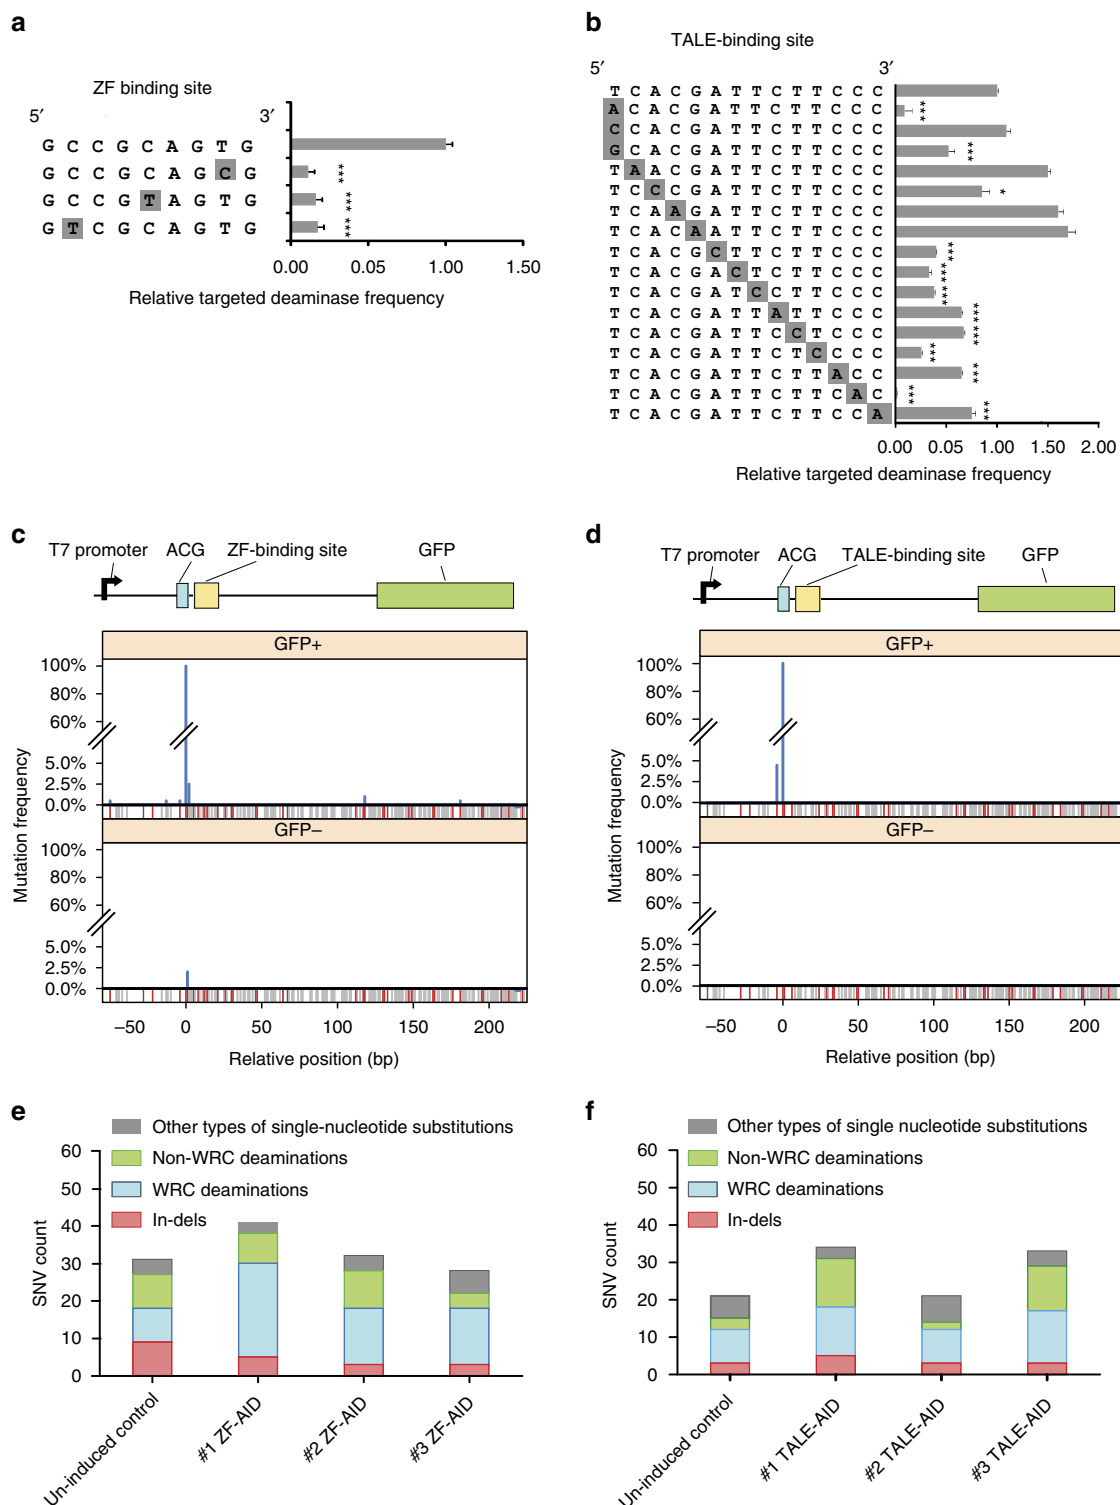 a
ZF binding site
5′ 3′
G C C G C A G T G
G C C G C A G C G ***
G C C G T A G T G ***
G T C G C A G T G ***
0.00 0.05 1.00 1.50
Relative targeted deaminase frequency
b
TALE-binding site
5′ 3′
T C A C G A T T C T T C C C
A C A C G A T T C T T C C C ***
C C A C G A T T C T T C C C
G C A C G A T T C T T C C C ***
T A A C G A T T C T T C C C
T C C C G A T T C T T C C C *
T C A A G A T T C T T C C C
T C A C A A T T C T T C C C
T C A C G C T T C T T C C C ***
T C A C G A C T C T T C C C ***
T C A C G A T C C T T C C C ***
T C A C G A T T A T T C C C ***
T C A C G A T T C C T C C C ***
T C A C G A T T C T C C C C ***
T C A C G A T T C T T A C C ***
T C A C G A T T C T T C A C ***
T C A C G A T T C T T C C A ***
0.00 0.05 1.00 1.50 2.00
Relative targeted deaminase frequency
c
T7 promoter ACG ZF-binding site GFP
GFP+
100%
80%
60%
5.0%
2.5%
0.0%
GFP–
100%
80%
60%
5.0%
2.5%
0.0%
Mutation frequency
–50 0 50 100 150 200
Relative position (bp)
d
T7 promoter ACG TALE-binding site GFP
GFP+
100%
80%
60%
5.0%
2.5%
0.0%
GFP–
100%
80%
60%
5.0%
2.5%
0.0%
Mutation frequency
–50 0 50 100 150 200
Relative position (bp)
e
Other types of single-nucleotide substitutions
Non-WRC deaminations
WRC deaminations
In-dels
60
50
40
30
20
10
0
SNV count
Un-induced control
#1 ZF-AID
#2 ZF-AID
#3 ZF-AID
f
Other types of single nucleotide substitutions
Non-WRC deaminations
WRC deaminations
In-dels
60
50
40
30
20
10
0
SNV count
Un-induced control
#1 TALE-AID
#2 TALE-AID
#3 TALE-AID